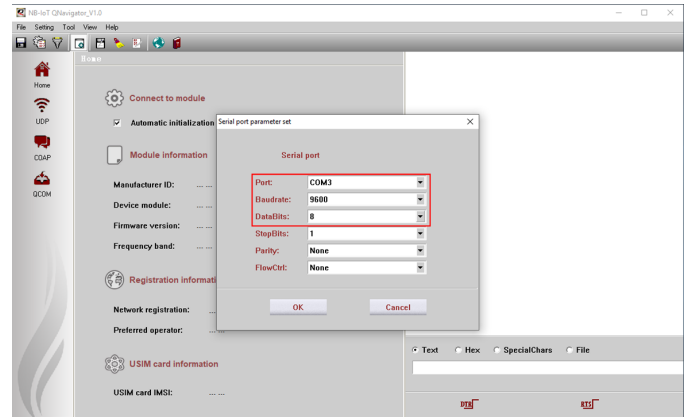 NB-IoT QNavigator_V1.0
File Setting Tool View Help
Home
Home
UDP
COAP
QCOM
Connect to module
Automatic initialization
Module information
Manufacturer ID: ... ...
Device module: ... ...
Firmware version: ... ...
Frequency band: ... ...
Registration informati
Network registration: ...
Preferred operator: ... ...
USIM card information
USIM card IMSI: ... ...
Serial port parameter set
Serial port
Port: COM3
Baudrate: 9600
DataBits: 8
StopBits: 1
Parity: None
FlowCtrl: None
OK Cancel
Text Hex SpecialChars File
DTR RTS